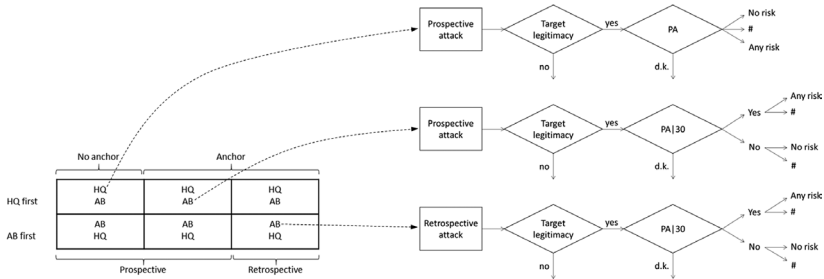 Prospective
attack
Target
legitimacy
yes
PA
No risk
#
Any risk
no
d.k.
Prospective
attack
Target
legitimacy
yes
PA|30
Yes
Any risk
#
No
No risk
#
no
d.k.
No anchor
Anchor
HQ first
HQ
AB
HQ
AB
HQ
AB
AB first
AB
HQ
AB
HQ
AB
HQ
Prospective
Retrospective
Retrospective
attack
Target
legitimacy
yes
PA|30
Yes
Any risk
#
No
No risk
#
no
d.k.